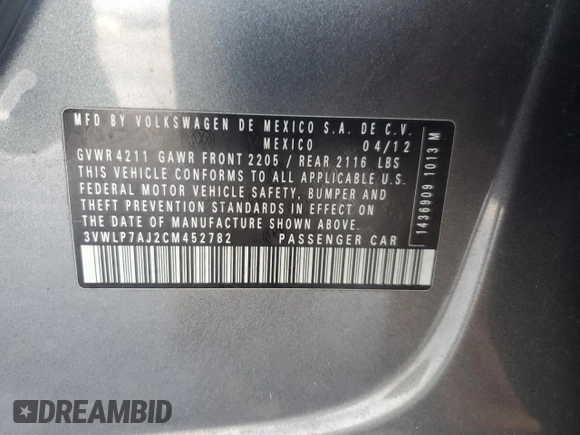 MFD BY VOLKSWAGEN DE MEXICO S.A. DE C.V.
MEXICO 04/12
GVWR 4211 GAWR FRONT 2205 / REAR 2116 LBS
THIS VEHICLE CONFORMS TO ALL APPLICABLE U.S.
FEDERAL MOTOR VEHICLE SAFETY, BUMPER AND
THEFT PREVENTION STANDARDS IN EFFECT ON
THE DATE OF MANUFACTURE SHOWN ABOVE.
3VWLP7AJ2CM452782 PASSENGER CAR
1436909 1013 M
DREAMBID